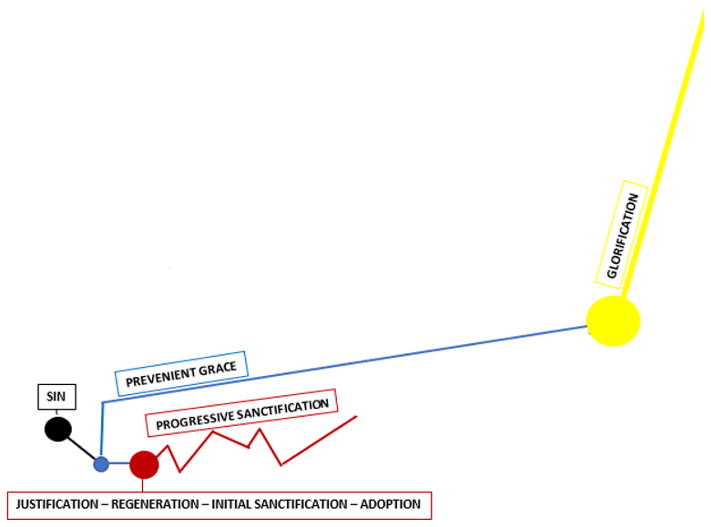 GLORIFICATION
PREVENIENT GRACE
SIN
PROGRESSIVE SANCTIFICATION
JUSTIFICATION – REGENERATION – INITIAL SANCTIFICATION – ADOPTION